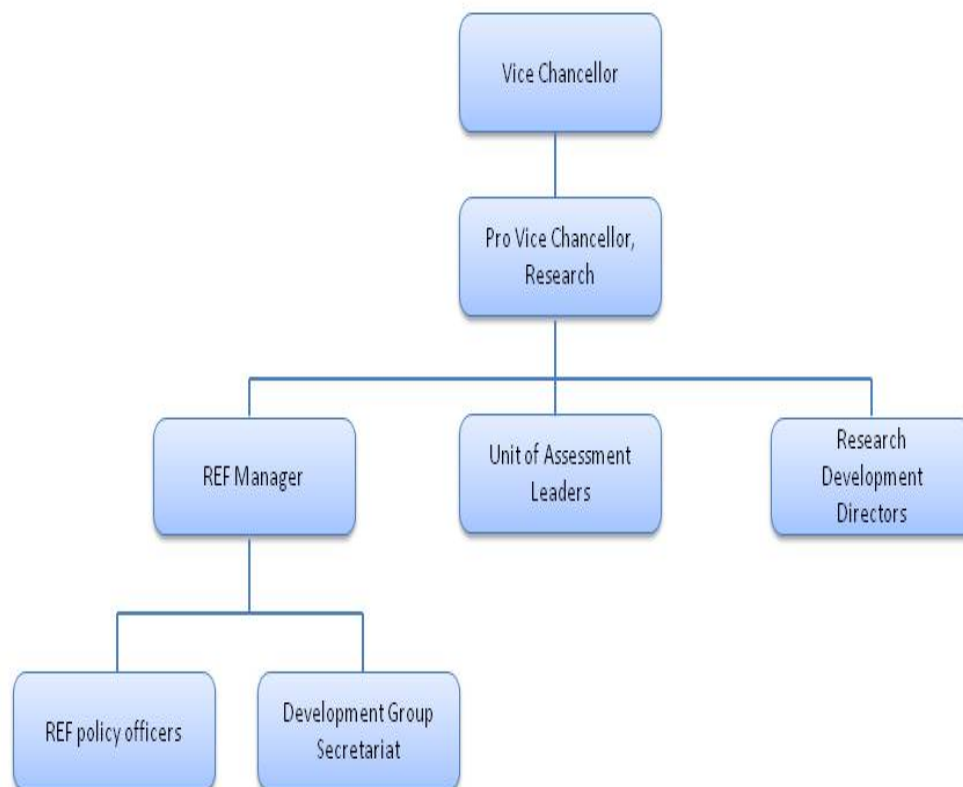 Vice Chancellor
Pro Vice Chancellor,
Research
REF Manager
Unit of Assessment
Leaders
Research
Development
Directors
REF policy officers
Development Group
Secretariat